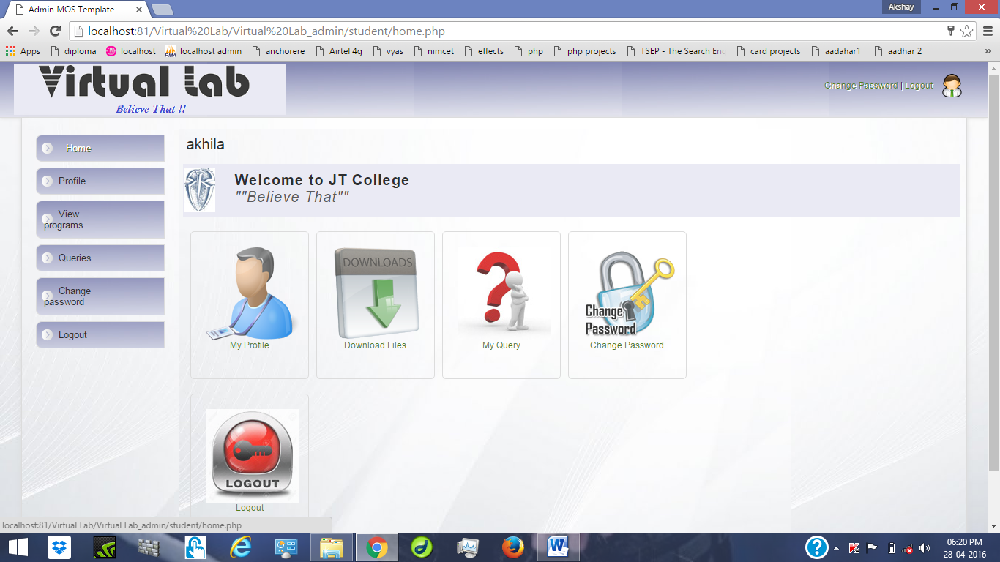 Admin MOS Template
Akshay
localhost:81/Virtual%20Lab/Virtual%20Lab_admin/student/home.php
Apps diploma localhost localhost admin anchorere Airtel 4g vyas nimcet effects php php projects TSEP - The Search Eng card projects aadahar1 aadhar 2 »
PMA
Virtual Lab
Believe That !!
Change Password | Logout
Home
Profile
View
programs
Queries
Change
password
Logout
akhila
Welcome to JT College
""Believe That""
DOWNLOADS
Change
Password
My Profile
Download Files
My Query
Change Password
LOGOUT
Logout
localhost:81/Virtual Lab/Virtual Lab_admin/student/home.php
06:20 PM
28-04-2016